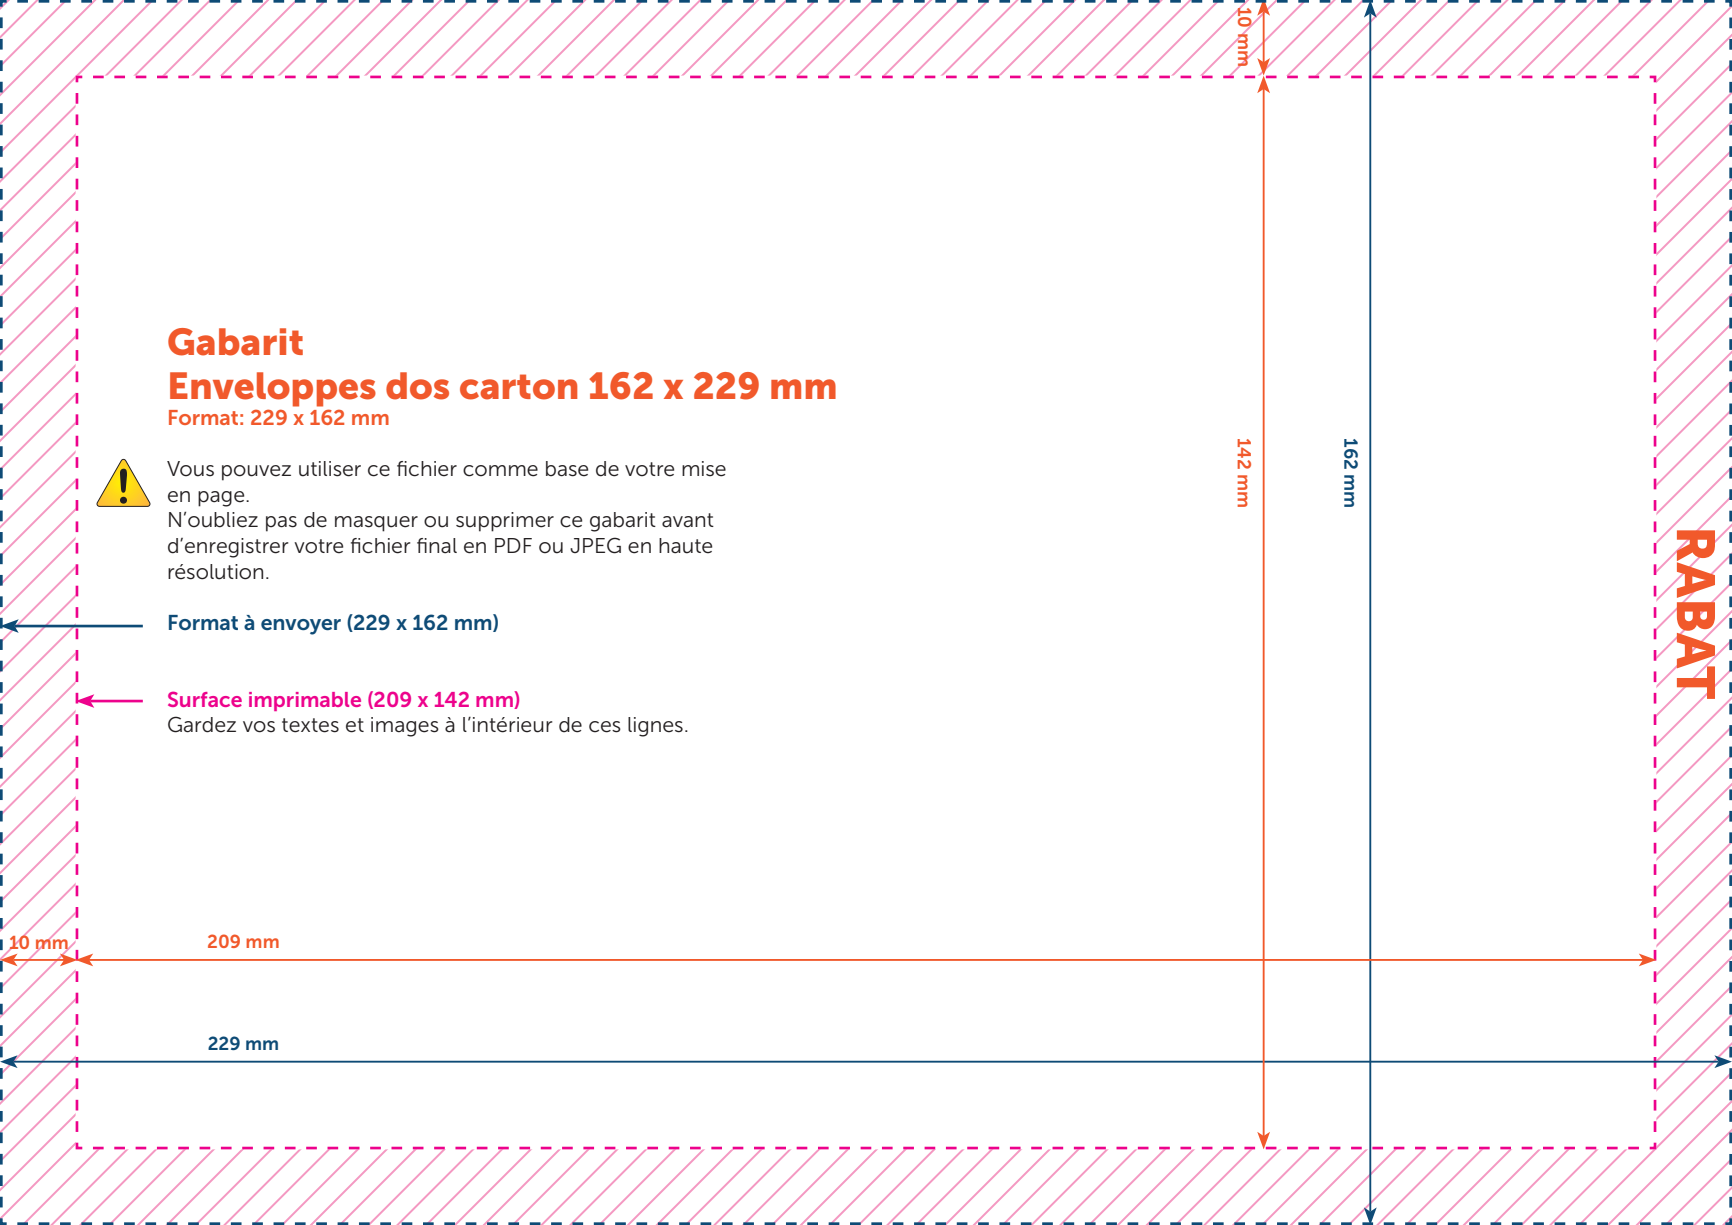 10 mm
Gabarit
Enveloppes dos carton 162 x 229 mm
Format: 229 x 162 mm
Vous pouvez utiliser ce fichier comme base de votre mise
en page.
N'oubliez pas de masquer ou supprimer ce gabarit avant
d'enregistrer votre fichier final en PDF ou JPEG en haute
résolution.
142 mm
162 mm
RABAT
Format à envoyer (229 x 162 mm)
Surface imprimable (209 x 142 mm)
Gardez vos textes et images à l'intérieur de ces lignes.
10 mm
209 mm
229 mm